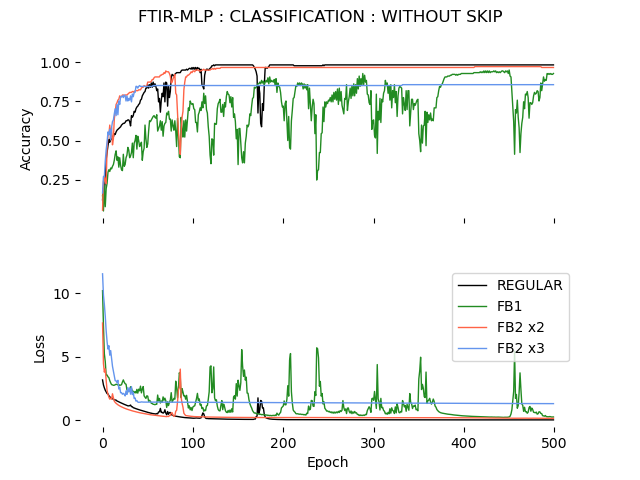 FTIR-MLP : CLASSIFICATION : WITHOUT SKIP
1.00
0.75
0.50
0.25
Accuracy
10
5
0
Loss
REGULAR
FB1
FB2 x2
FB2 x3
0 100 200 300 400 500
Epoch